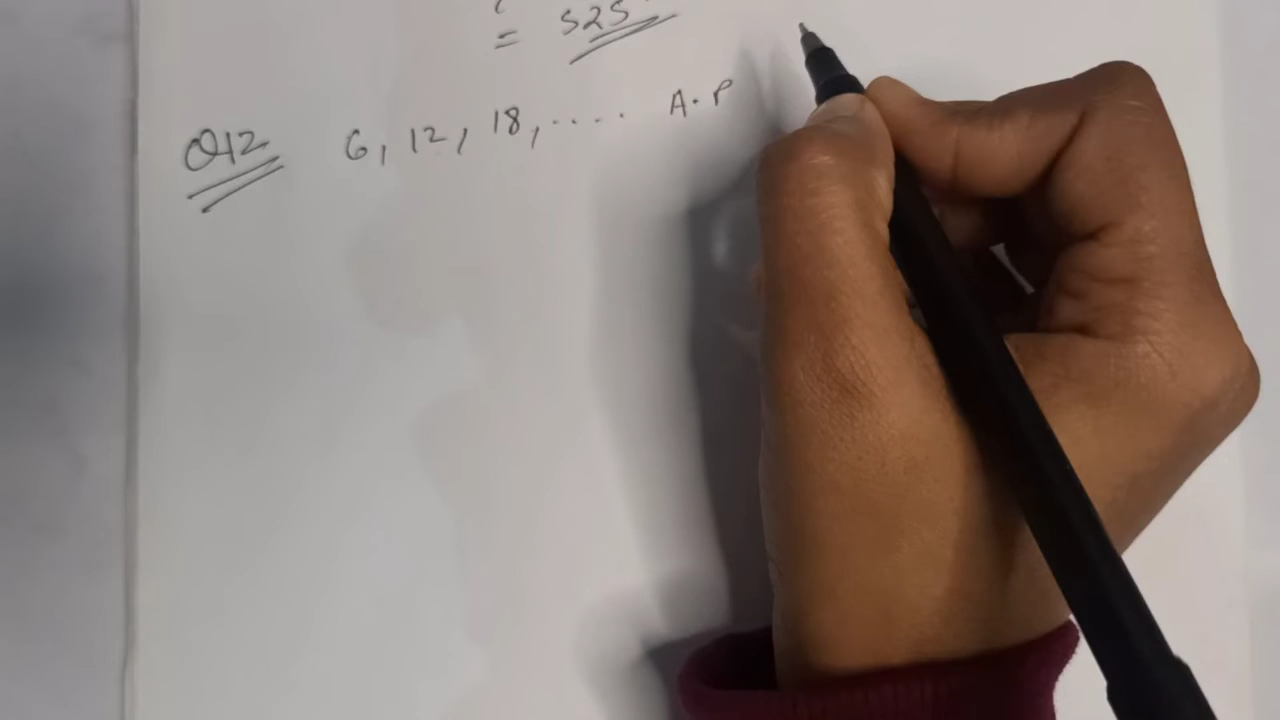 = 525
Q12 6, 12, 18, .... A.P